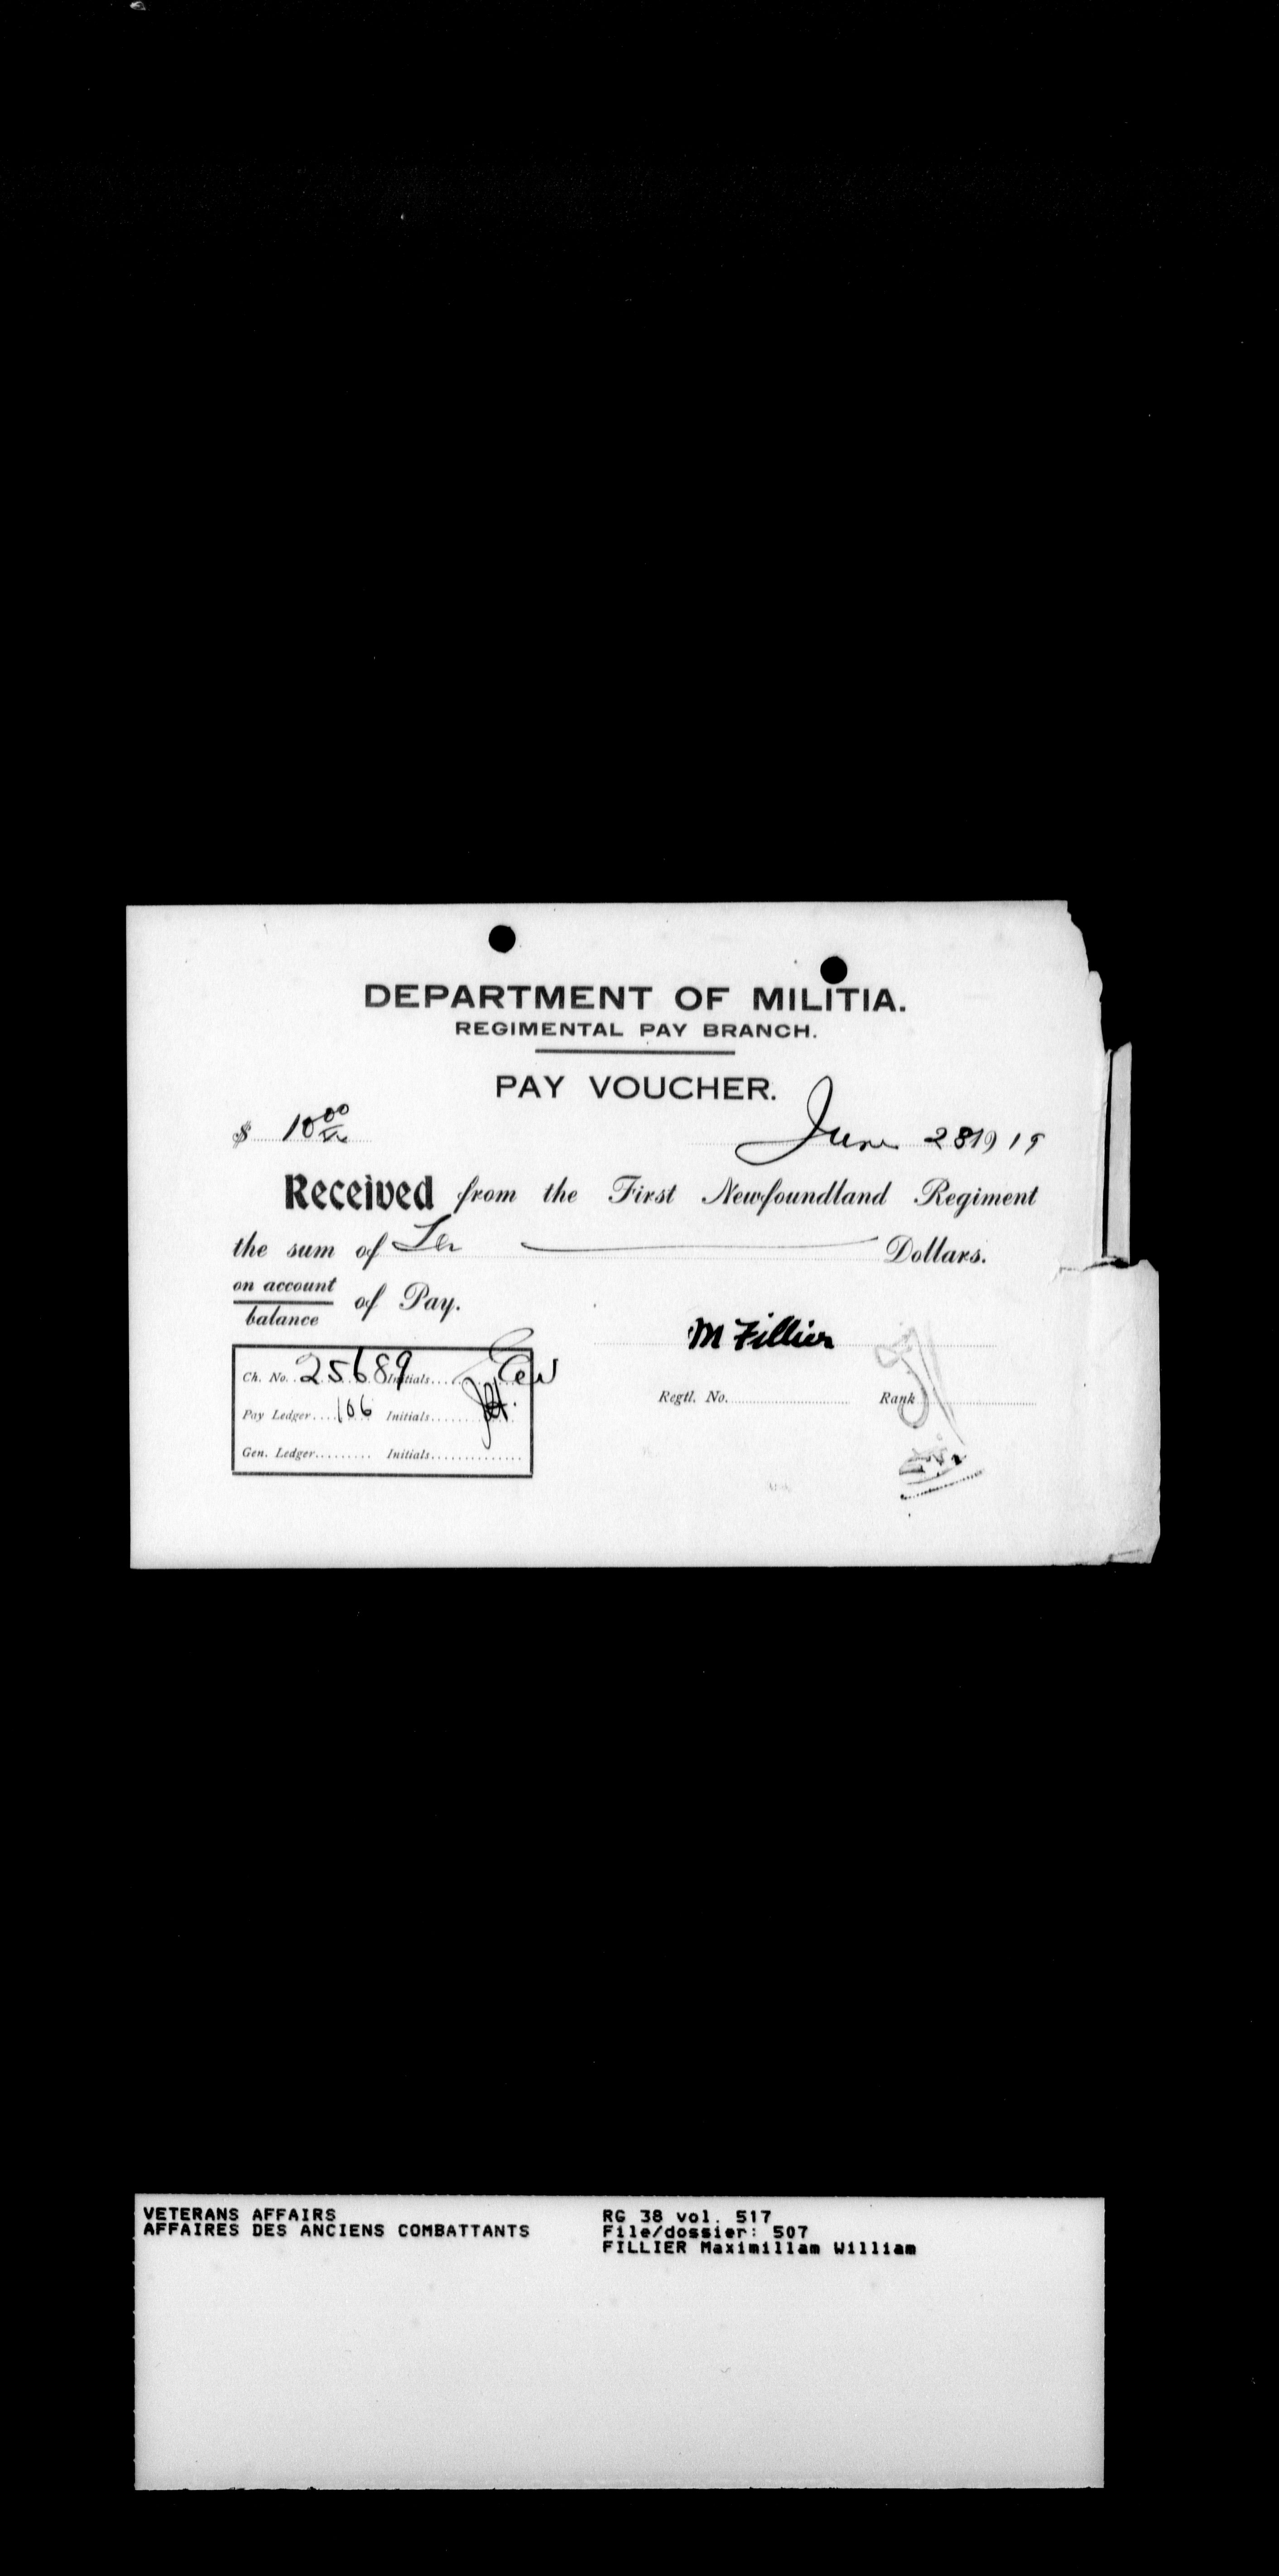 DEPARTMENT OF MILITIA.
REGIMENTAL PAY BRANCH.
PAY VOUCHER.
$ 10 00
June 28 1919
Received from the First Newfoundland Regiment
the sum of Ten Dollars.
on account
balance
of Pay.
M Fillier
Ch. No. 25689 Initials
Pay Ledger 106 Initials
Gen. Ledger Initials
Regtl. No. Rank
VETERANS AFFAIRS
AFFAIRES DES ANCIENS COMBATTANTS
RG 38 vol. 517
File/dossier: 507
FILLIER Maximillam William